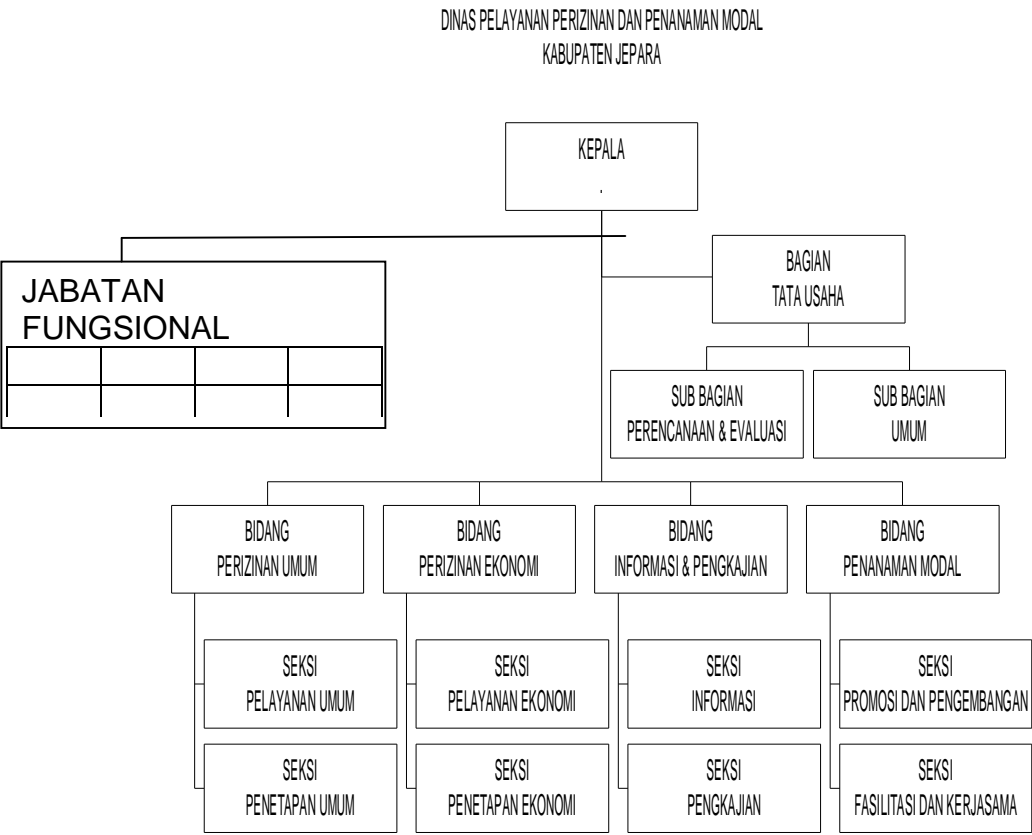 DINAS PELAYANAN PERIZINAN DAN PENANAMAN MODAL
KABUPATEN JEPARA
KEPALA
.
JABATAN
FUNGSIONAL
BAGIAN
TATA USAHA
SUB BAGIAN
PERENCANAAN & EVALUASI
SUB BAGIAN
UMUM
BIDANG
PERIZINAN UMUM
BIDANG
PERIZINAN EKONOMI
BIDANG
INFORMASI & PENGKAJIAN
BIDANG
PENANAMAN MODAL
SEKSI
PELAYANAN UMUM
SEKSI
PELAYANAN EKONOMI
SEKSI
INFORMASI
SEKSI
PROMOSI DAN PENGEMBANGAN
SEKSI
PENETAPAN UMUM
SEKSI
PENETAPAN EKONOMI
SEKSI
PENGKAJIAN
SEKSI
FASILITASI DAN KERJASAMA